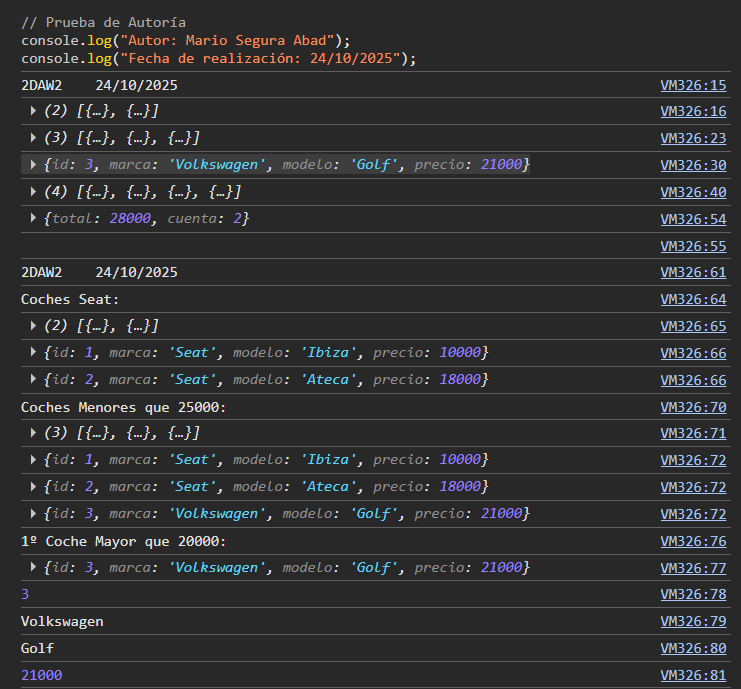 // Prueba de Autoría
console.log("Autor: Mario Segura Abad");
console.log("Fecha de realización: 24/10/2025");
2DAW2    24/10/2025 VM326:15
(2) [{…}, {…}] VM326:16
(3) [{…}, {…}, {…}] VM326:23
{id: 3, marca: 'Volkswagen', modelo: 'Golf', precio: 21000} VM326:30
(4) [{…}, {…}, {…}, {…}] VM326:40
{total: 28000, cuenta: 2} VM326:54
VM326:55
2DAW2    24/10/2025 VM326:61
Coches Seat: VM326:64
(2) [{…}, {…}] VM326:65
{id: 1, marca: 'Seat', modelo: 'Ibiza', precio: 10000} VM326:66
{id: 2, marca: 'Seat', modelo: 'Ateca', precio: 18000} VM326:66
Coches Menores que 25000: VM326:70
(3) [{…}, {…}, {…}] VM326:71
{id: 1, marca: 'Seat', modelo: 'Ibiza', precio: 10000} VM326:72
{id: 2, marca: 'Seat', modelo: 'Ateca', precio: 18000} VM326:72
{id: 3, marca: 'Volkswagen', modelo: 'Golf', precio: 21000} VM326:72
1º Coche Mayor que 20000: VM326:76
{id: 3, marca: 'Volkswagen', modelo: 'Golf', precio: 21000} VM326:77
3 VM326:78
Volkswagen VM326:79
Golf VM326:80
21000 VM326:81